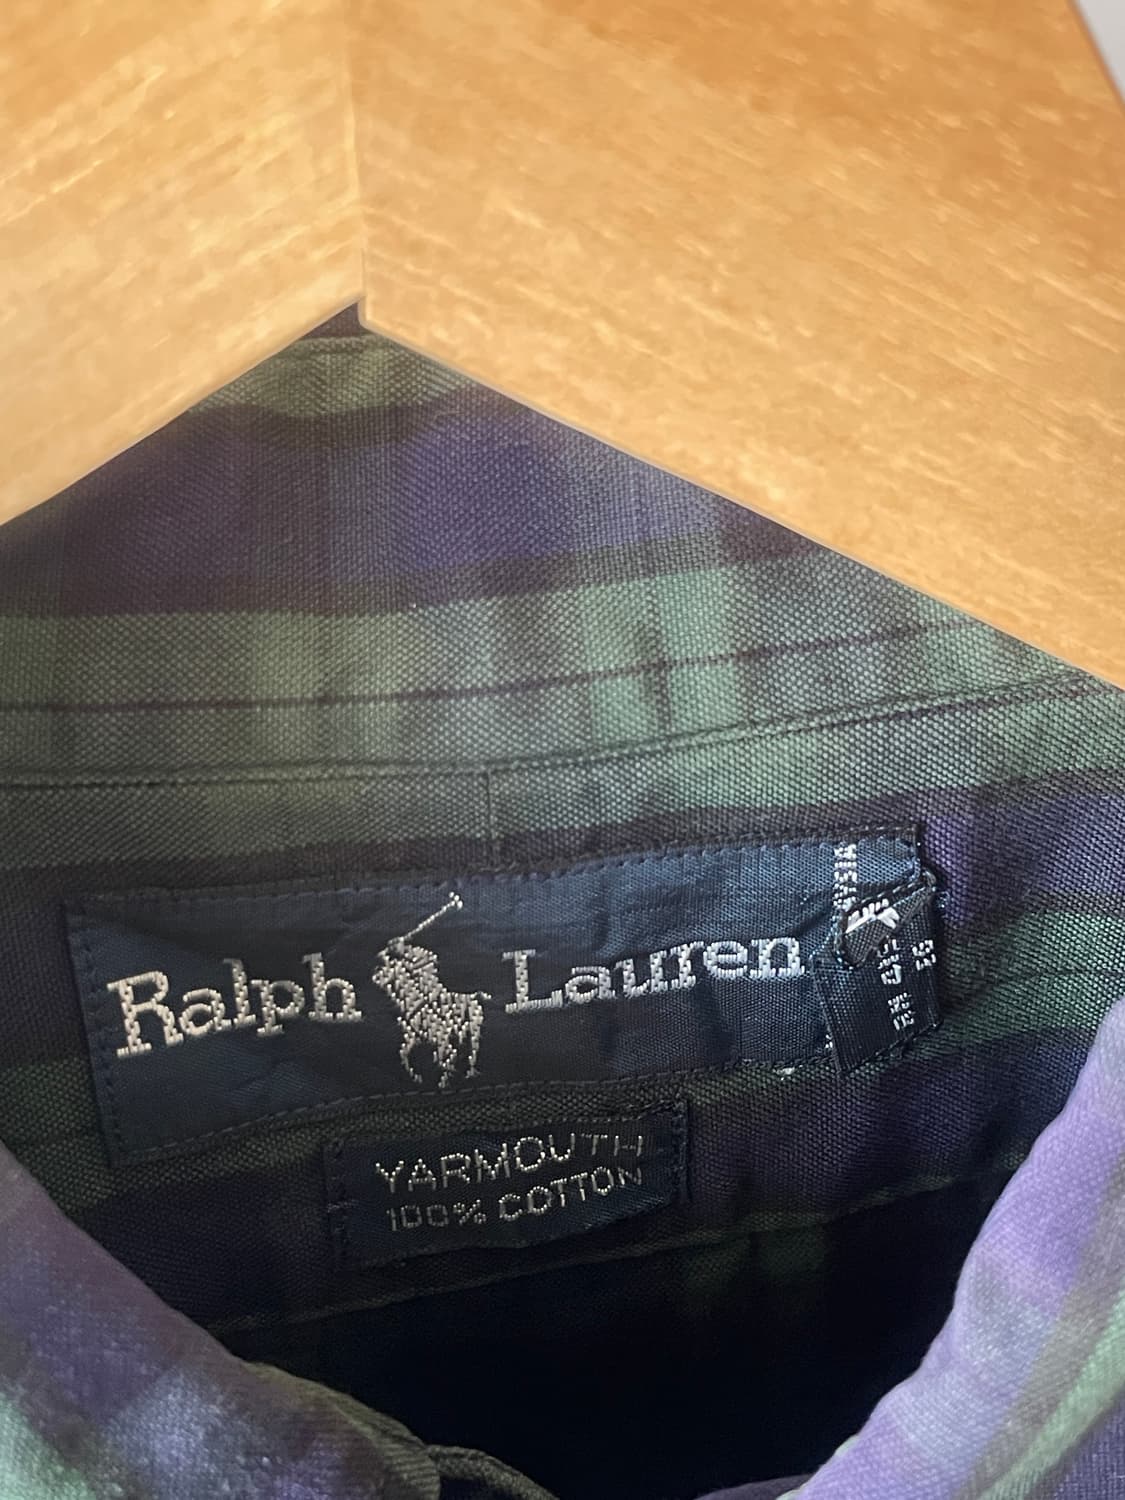 Ralph Lauren
YARMOUTH
100% COTTON